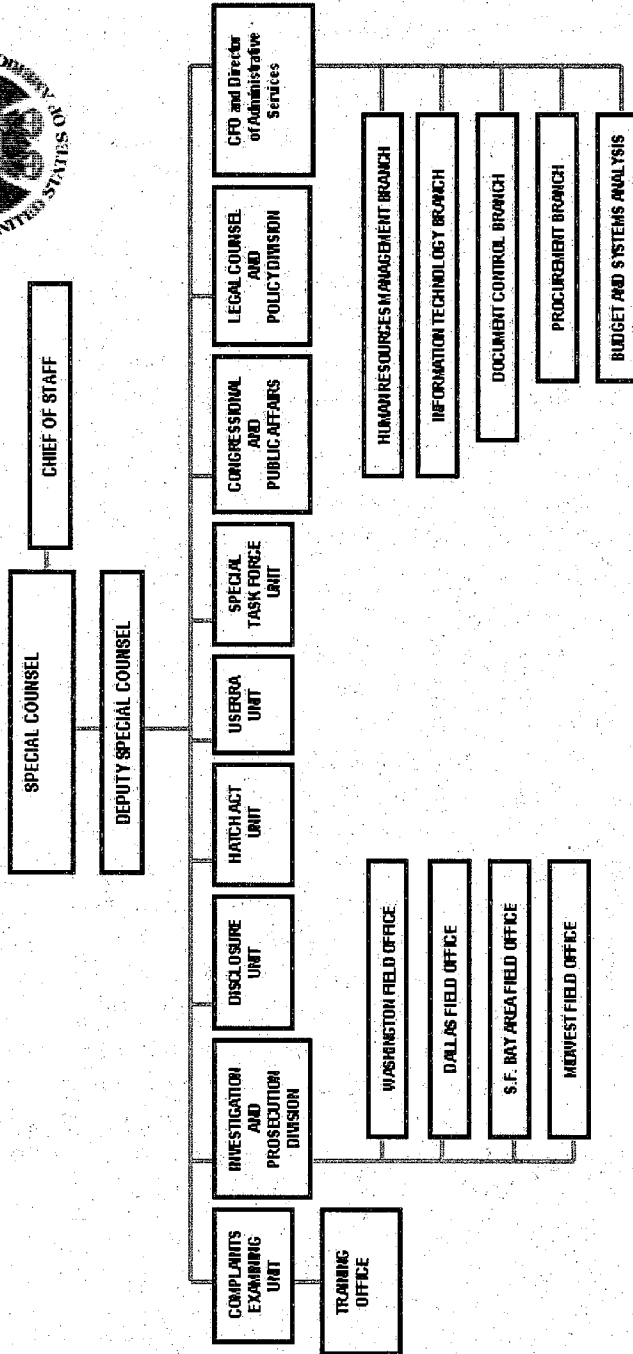 SPECIAL COUNSEL
CHIEF OF STAFF
DEPUTY SPECIAL COUNSEL
COMPLAINTS
EXAMINING
UNIT
INVESTIGATION
AND
PROSECUTION
DIVISION
DISCLOSURE
UNIT
HATCH ACT
UNIT
USERRA
UNIT
SPECIAL
TASK FORCE
UNIT
CONGRESSIONAL
AND
PUBLIC AFFAIRS
LEGAL COUNSEL
AND
POLICY DIVISION
CFO and Director
of Administrative
Services
TRAINING
OFFICE
WASHINGTON FIELD OFFICE
DALLAS FIELD OFFICE
S.F. BAY AREA FIELD OFFICE
MIDWEST FIELD OFFICE
HUMAN RESOURCES MANAGEMENT BRANCH
INFORMATION TECHNOLOGY BRANCH
DOCUMENT CONTROL BRANCH
PROCUREMENT BRANCH
BUDGET AND SYSTEMS ANALYSIS
STATES OF